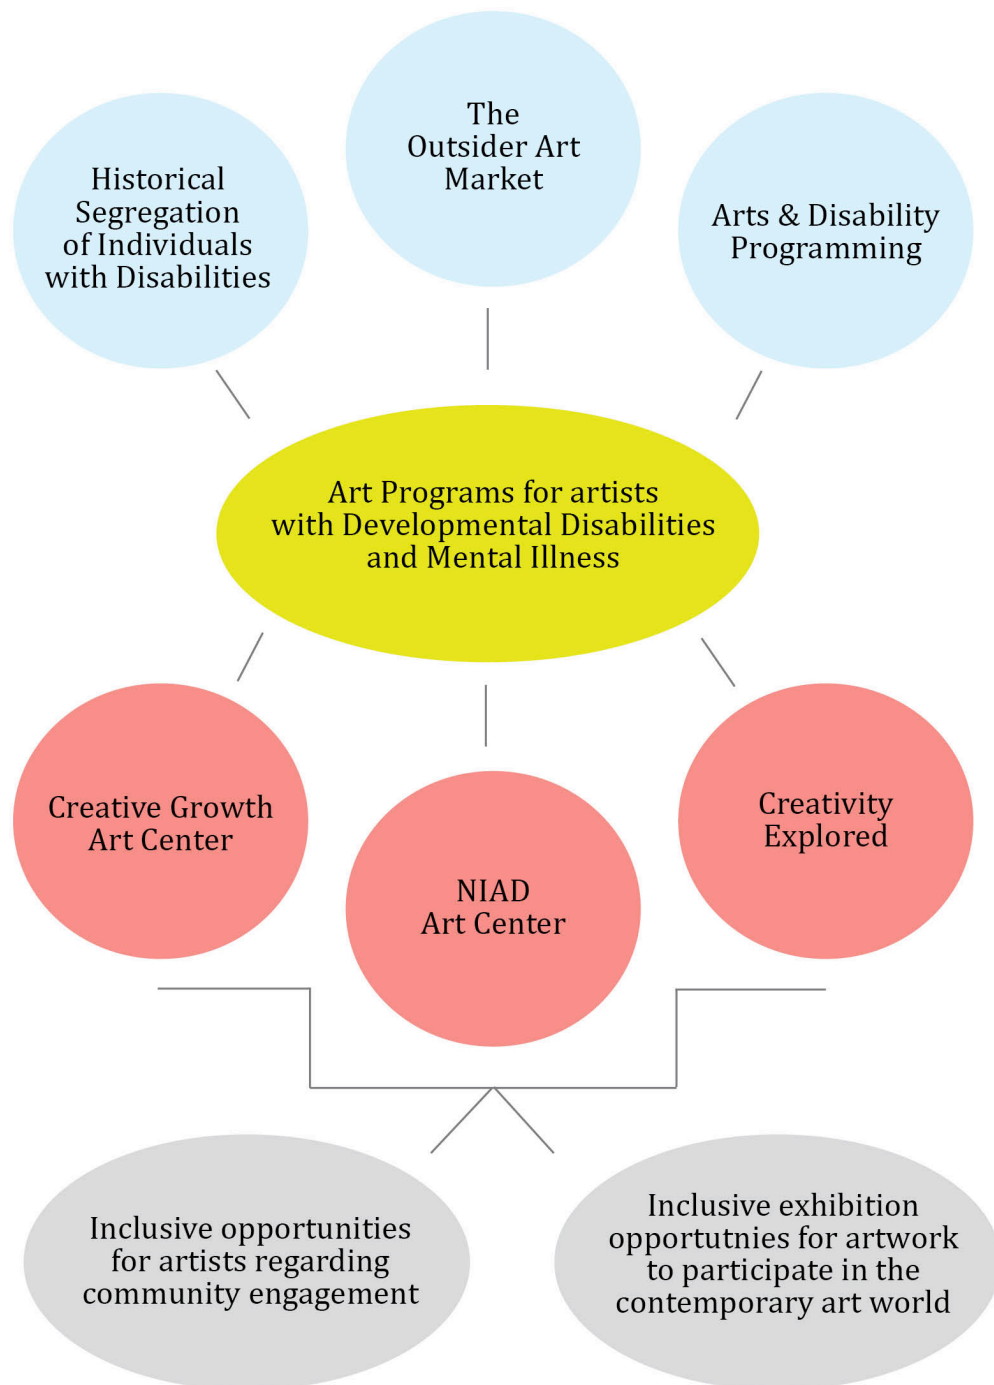 The
Outsider Art
Market
Historical
Segregation
of Individuals
with Disabilities
Arts & Disability
Programming
Art Programs for artists
with Developmental Disabilities
and Mental Illness
Creative Growth
Art Center
NIAD
Art Center
Creativity
Explored
Inclusive opportunities
for artists regarding
community engagement
Inclusive exhibition
opportutnies for artwork
to participate in the
contemporary art world